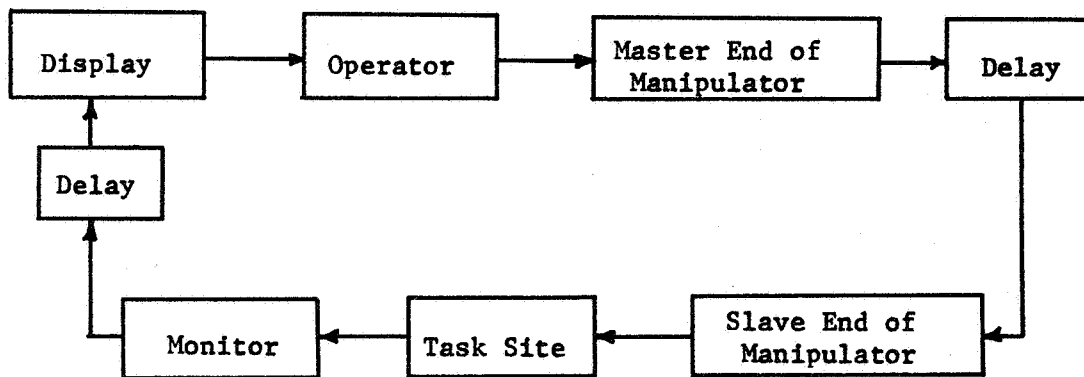 Display
Operator
Master End of
Manipulator
Delay
Delay
Monitor
Task Site
Slave End of
Manipulator